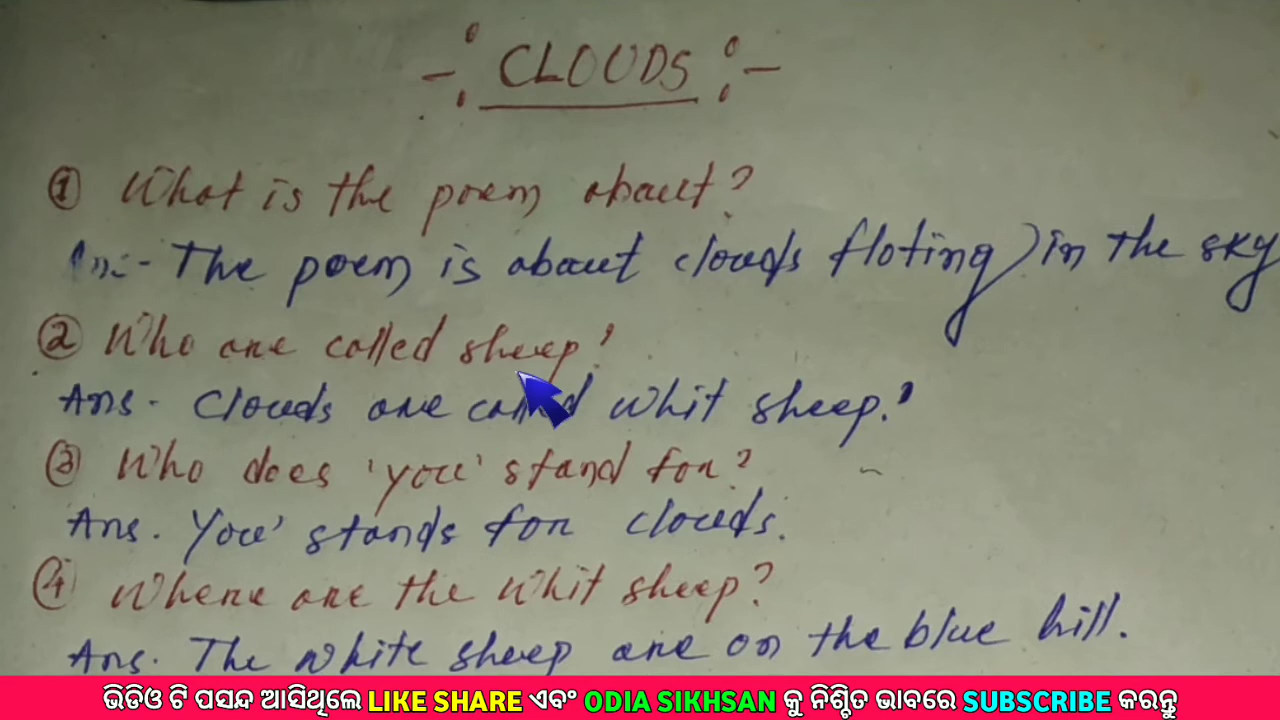 -: CLOUDS :-
① What is the poem about?
Ans:- The poem is about clouds floting) in the sky
② Who are called sheep?
Ans. Clouds are called whit sheep.'
③ Who does 'you' stand for?
Ans. You' stands for clouds.
④ Where are the whit sheep?
Ans. The white sheep are on the blue hill.
ଭିଡିଓ ଟି ପସନ୍ଦ ଆସିଥିଲେ LIKE SHARE ଏବଂ ODIA SIKHSAN କୁ ନିଶ୍ଚିତ ଭାବରେ SUBSCRIBE କରନ୍ତୁ